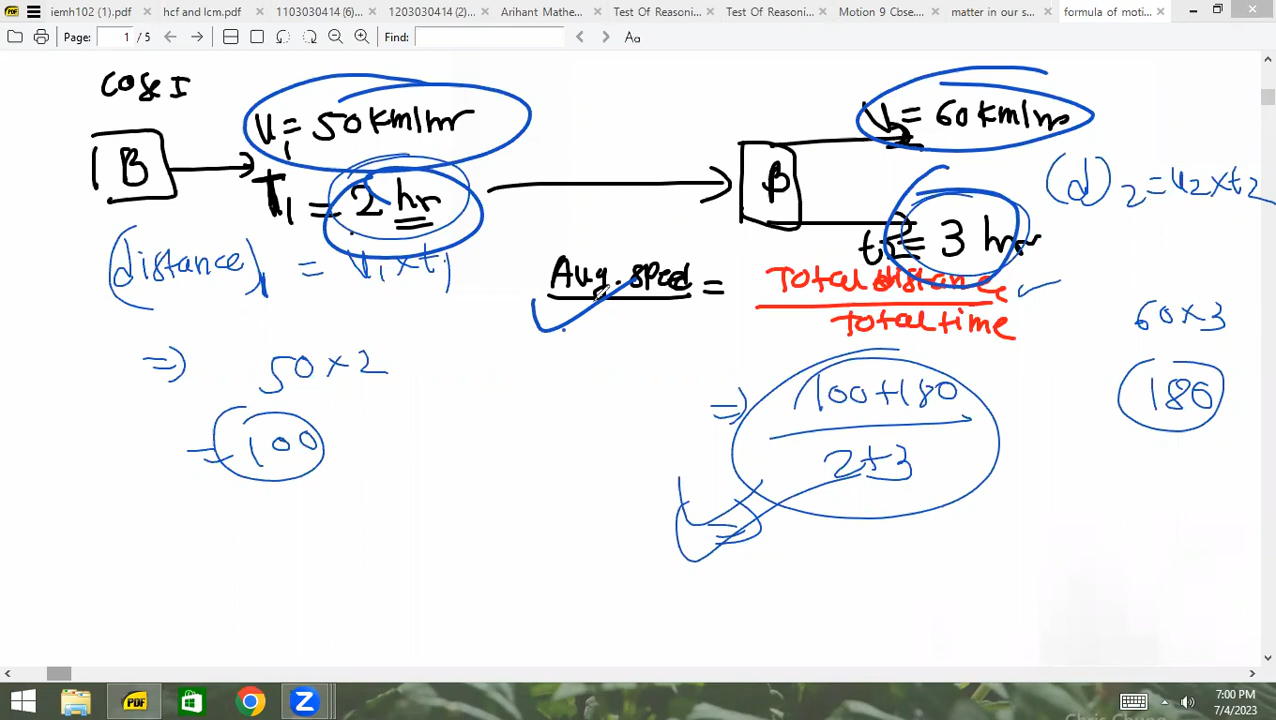 iemh102 (1).pdf hcf and lcm.pdf 1103030414 (6)... 1203030414 (2)... Arihant Mathe... Test Of Reasoni... Test Of Reasoni... Motion 9 Cbse.... matter in our s... formula of moti...
Page: 1 / 5 Find: Aa
Case I
B V1 = 50 km/hr B V2 = 60 km/hr
t1 = 2 hr t2 = 3 hr
(d)2 = V2 x t2
(distance)1 = V1 x t1
Avg. speed = Total distance
Total time
60 x 3
=> 50 x 2
=> 100+180
2+3
180
= 100
=>
7:00 PM
7/4/2023